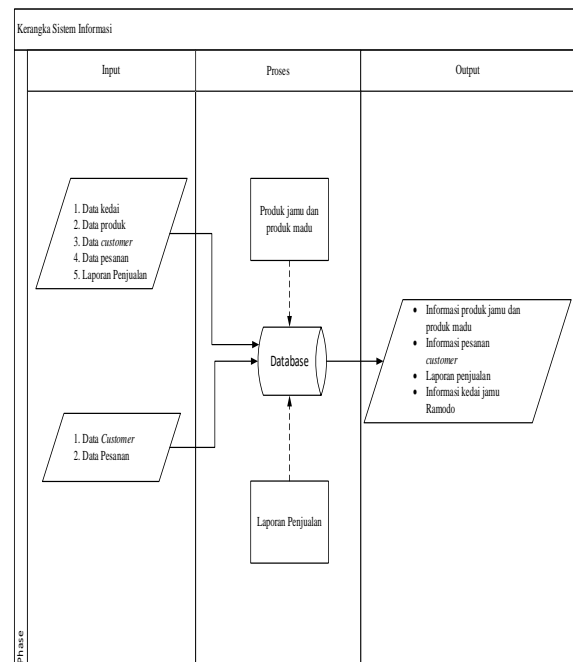 Kerangka Sistem Informasi
Input
Proses
Output
1. Data kedai
2. Data produk
3. Data customer
4. Data pesanan
5. Laporan Penjualan
Produk jamu dan
produk madu
Database
• Informasi produk jamu dan
produk madu
• Informasi pesanan
customer
• Laporan penjualan
• Informasi kedai jamu
Ramodo
1. Data Customer
2. Data Pesanan
Laporan Penjualan
Phase